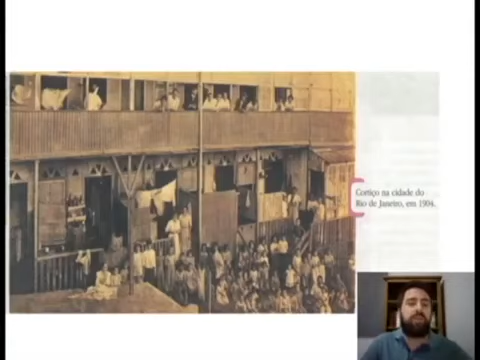 Cortiço na cidade do
Rio de Janeiro, em 1904.